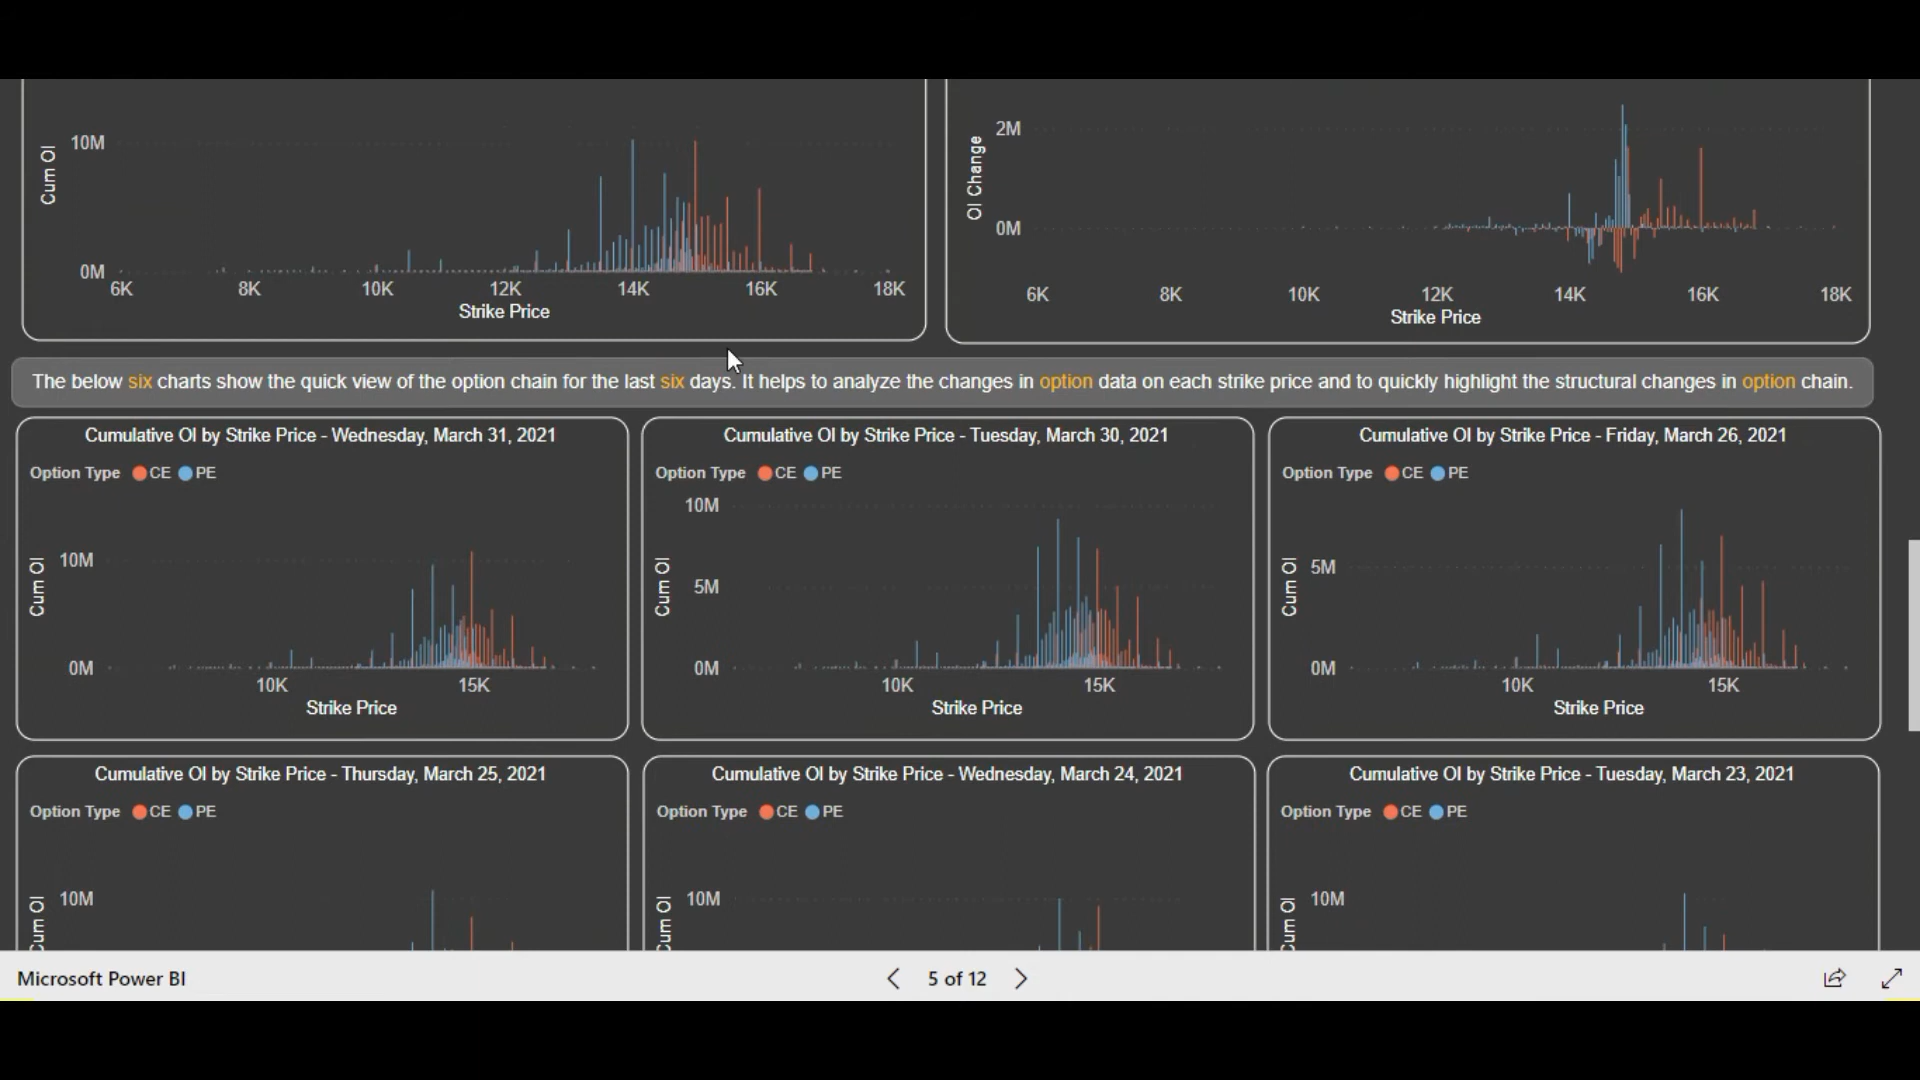 10M
Cum OI
0M
6K 8K 10K 12K 14K 16K 18K
Strike Price
2M
OI Change
0M
6K 8K 10K 12K 14K 16K 18K
Strike Price
The below six charts show the quick view of the option chain for the last six days. It helps to analyze the changes in option data on each strike price and to quickly highlight the structural changes in option chain.
Cumulative OI by Strike Price - Wednesday, March 31, 2021
Option Type CE PE
10M
Cum OI
0M
10K 15K
Strike Price
Cumulative OI by Strike Price - Tuesday, March 30, 2021
Option Type CE PE
10M
Cum OI
5M
0M
10K 15K
Strike Price
Cumulative OI by Strike Price - Friday, March 26, 2021
Option Type CE PE
Cum OI
5M
0M
10K 15K
Strike Price
Cumulative OI by Strike Price - Thursday, March 25, 2021
Option Type CE PE
10M
Cum OI
Cumulative OI by Strike Price - Wednesday, March 24, 2021
Option Type CE PE
10M
Cum OI
Cumulative OI by Strike Price - Tuesday, March 23, 2021
Option Type CE PE
10M
Cum OI
Microsoft Power BI
5 of 12